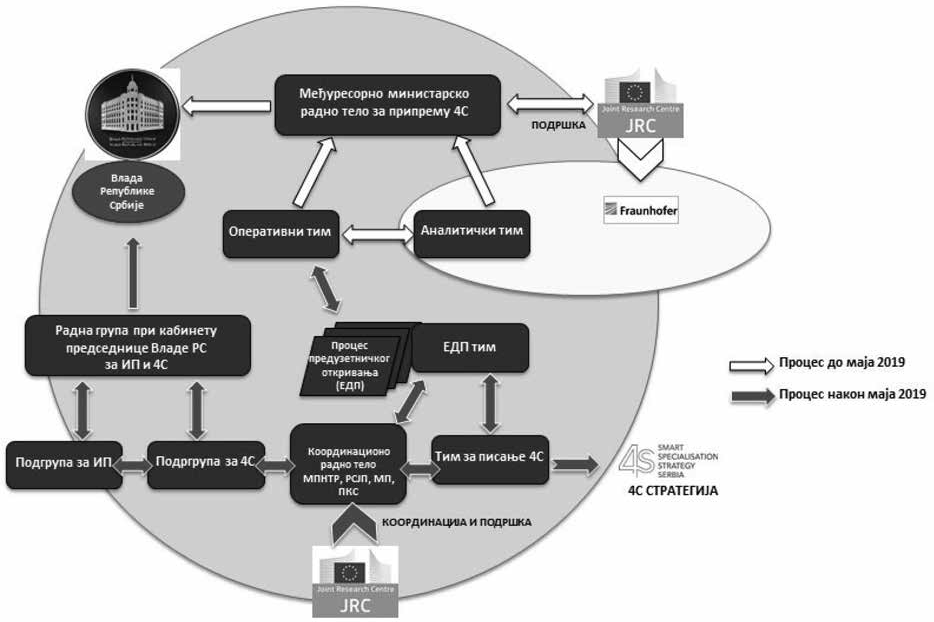 Међуресорно министарско
радно тело за припрему 4С
ПОДРШКА
Joint Research Centre
JRC
Влада
Републике
Србије
Fraunhofer
Оперативни тим
Аналитички тим
Радна група при кабинету
председнице Владе РС
за ИП и 4С
Процес
предузетничког
откривања
(ЕДП)
ЕДП тим
Процес до маја 2019
Процес након маја 2019
Подгрупа за ИП
Подргрупа за 4С
Координационо
радно тело
МПНТР, РСЈП, МП,
ПКС
Тим за писање 4С
4S SMART
SPECIALISATION
STRATEGY
SERBIA
4С СТРАТЕГИЈА
КООРДИНАЦИЈА И ПОДРШКА
Joint Research Centre
JRC